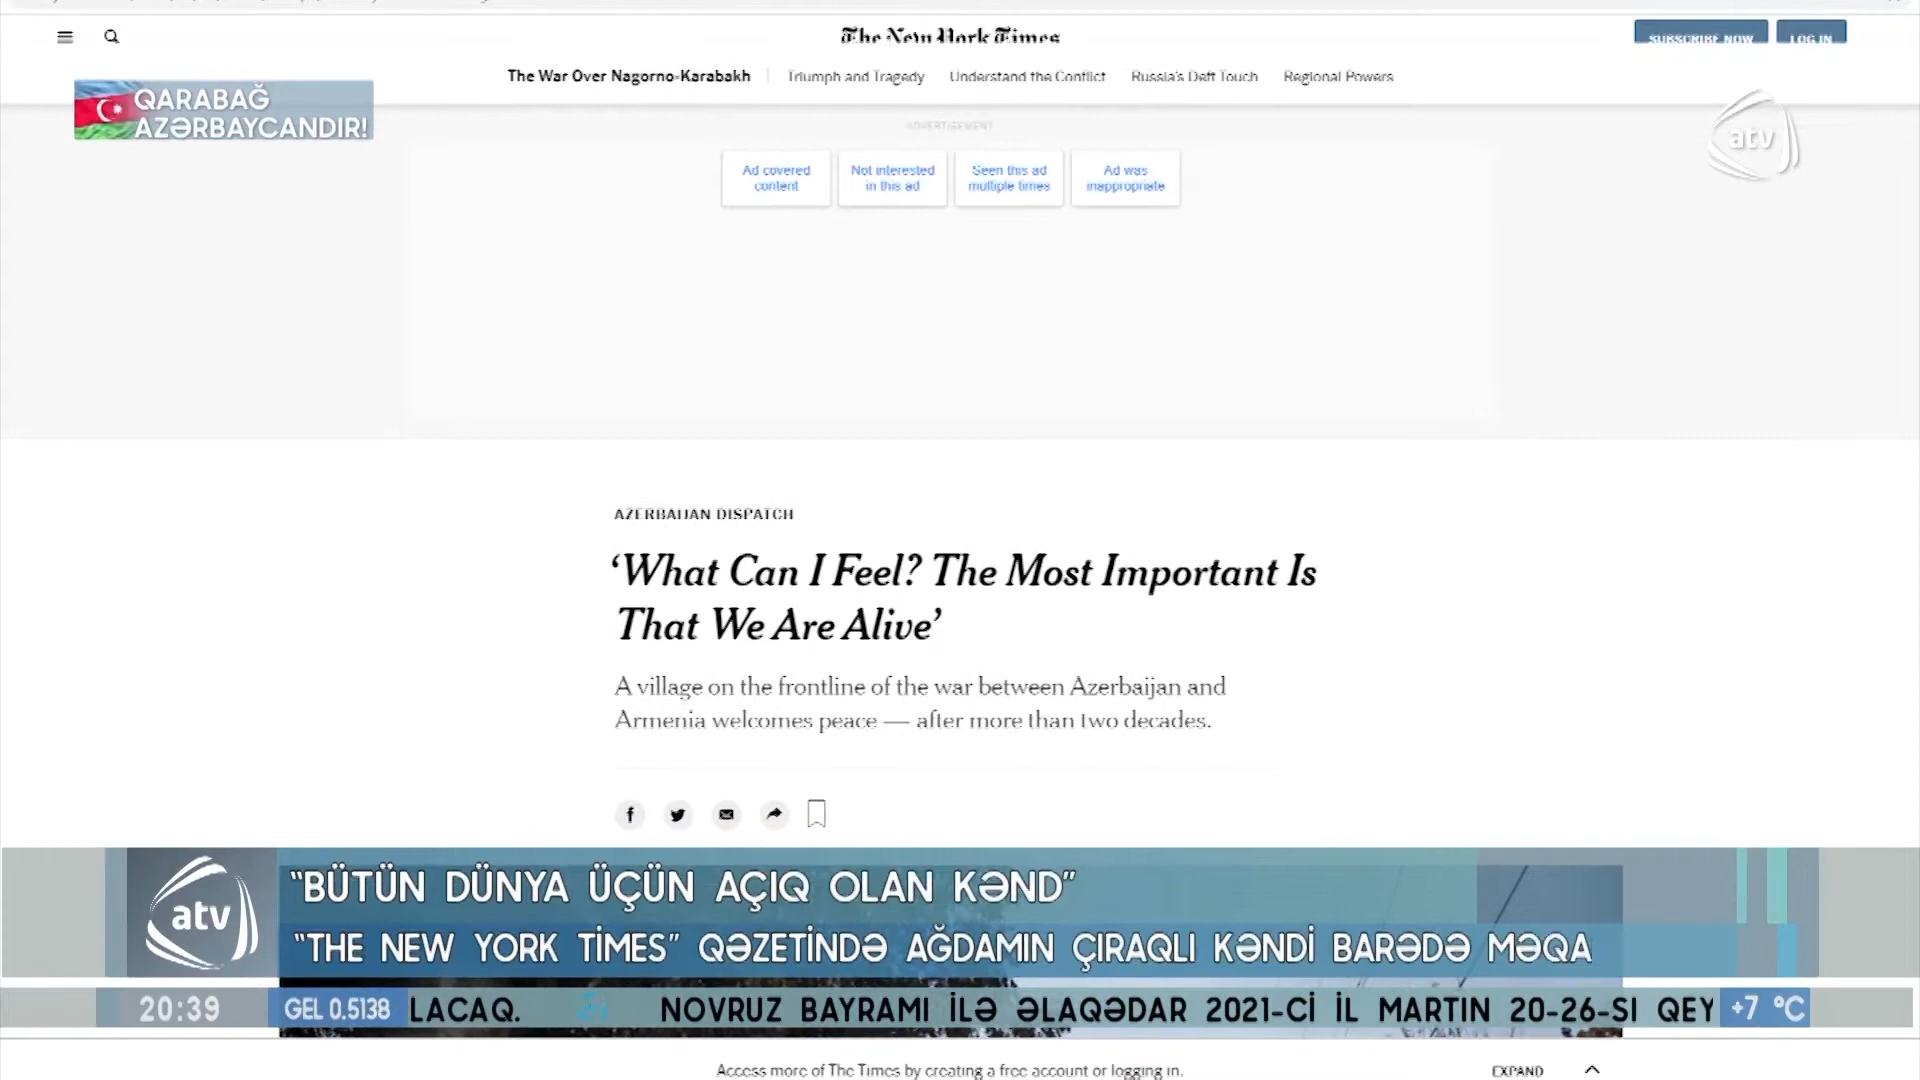 The New York Times
SUBSCRIBE NOW
LOG IN
The War Over Nagorno-Karabakh
Triumph and Tragedy
Understand the Conflict
Russia's Deft Touch
Regional Powers
QARABAĞ
AZƏRBAYCANDIR!
atv
ADVERTISEMENT
Ad covered
content
Not interested
in this ad
Seen this ad
multiple times
Ad was
inappropriate
AZERBAIJAN DISPATCH
‘What Can I Feel? The Most Important Is
That We Are Alive’
A village on the frontline of the war between Azerbaijan and
Armenia welcomes peace — after more than two decades.
atv
“BÜTÜN DÜNYA ÜÇÜN AÇIQ OLAN KƏND”
“THE NEW YORK TİMES” QƏZETİNDƏ AĞDAMIN ÇIRAQLI KƏNDİ BARƏDƏ MƏQA
20:39
GEL 0.5138
LACAQ.
NOVRUZ BAYRAMI İLƏ ƏLAQƏDAR 2021-Cİ İL MARTIN 20-26-SI QEY
+7 °C
Access more of The Times by creating a free account or logging in.
EXPAND